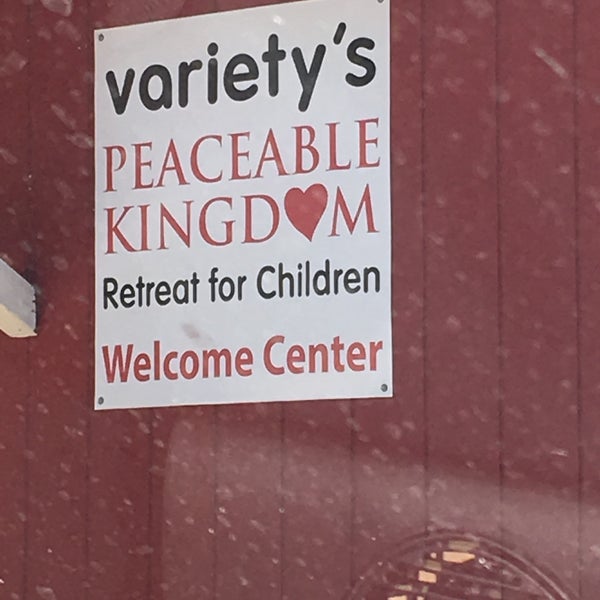 variety's
PEACEABLE
KINGDOM
Retreat for Children
Welcome Center